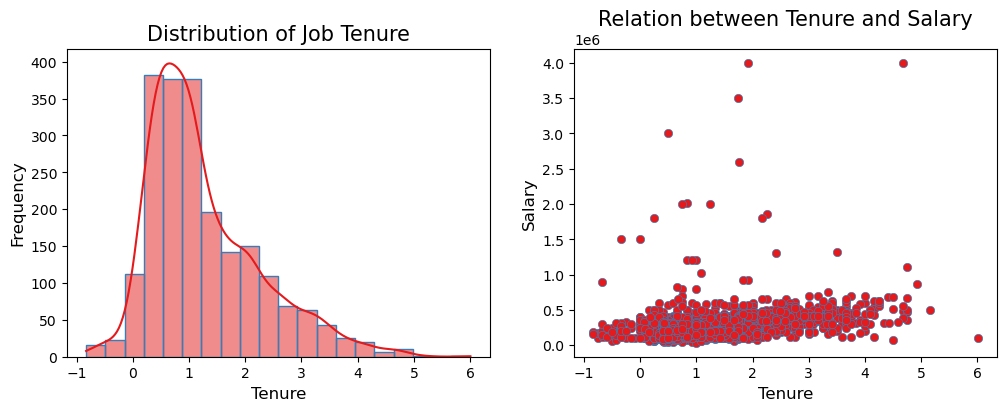 Distribution of Job Tenure
Frequency
400
350
300
250
200
150
100
50
0
−1 0 1 2 3 4 5 6
Tenure
Relation between Tenure and Salary
1e6
Salary
4.0
3.5
3.0
2.5
2.0
1.5
1.0
0.5
0.0
−1 0 1 2 3 4 5 6
Tenure